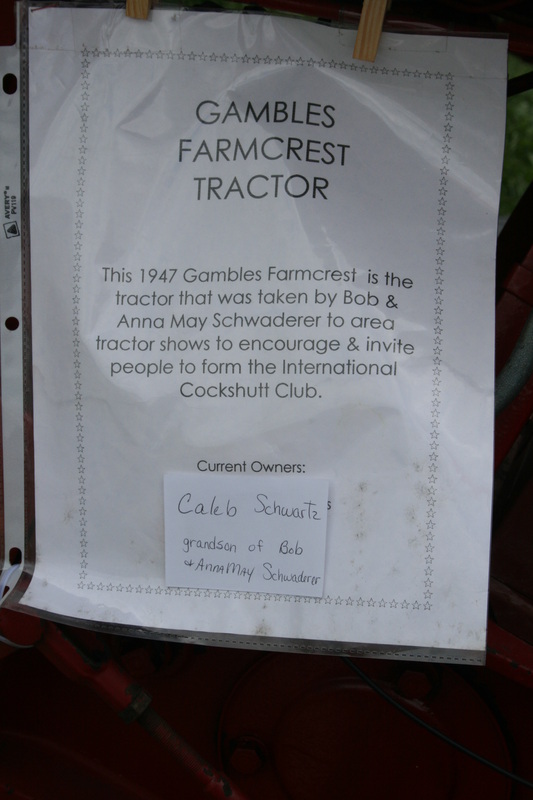 GAMBLES
FARMCREST
TRACTOR
This 1947 Gambles Farmcrest is the
tractor that was taken by Bob &
Anna May Schwaderer to area
tractor shows to encourage & invite
people to form the International
Cockshutt Club.
Current Owners:
s
Caleb Schwartz
grandson of Bob
& AnnaMAY Schwaderer
AVERY